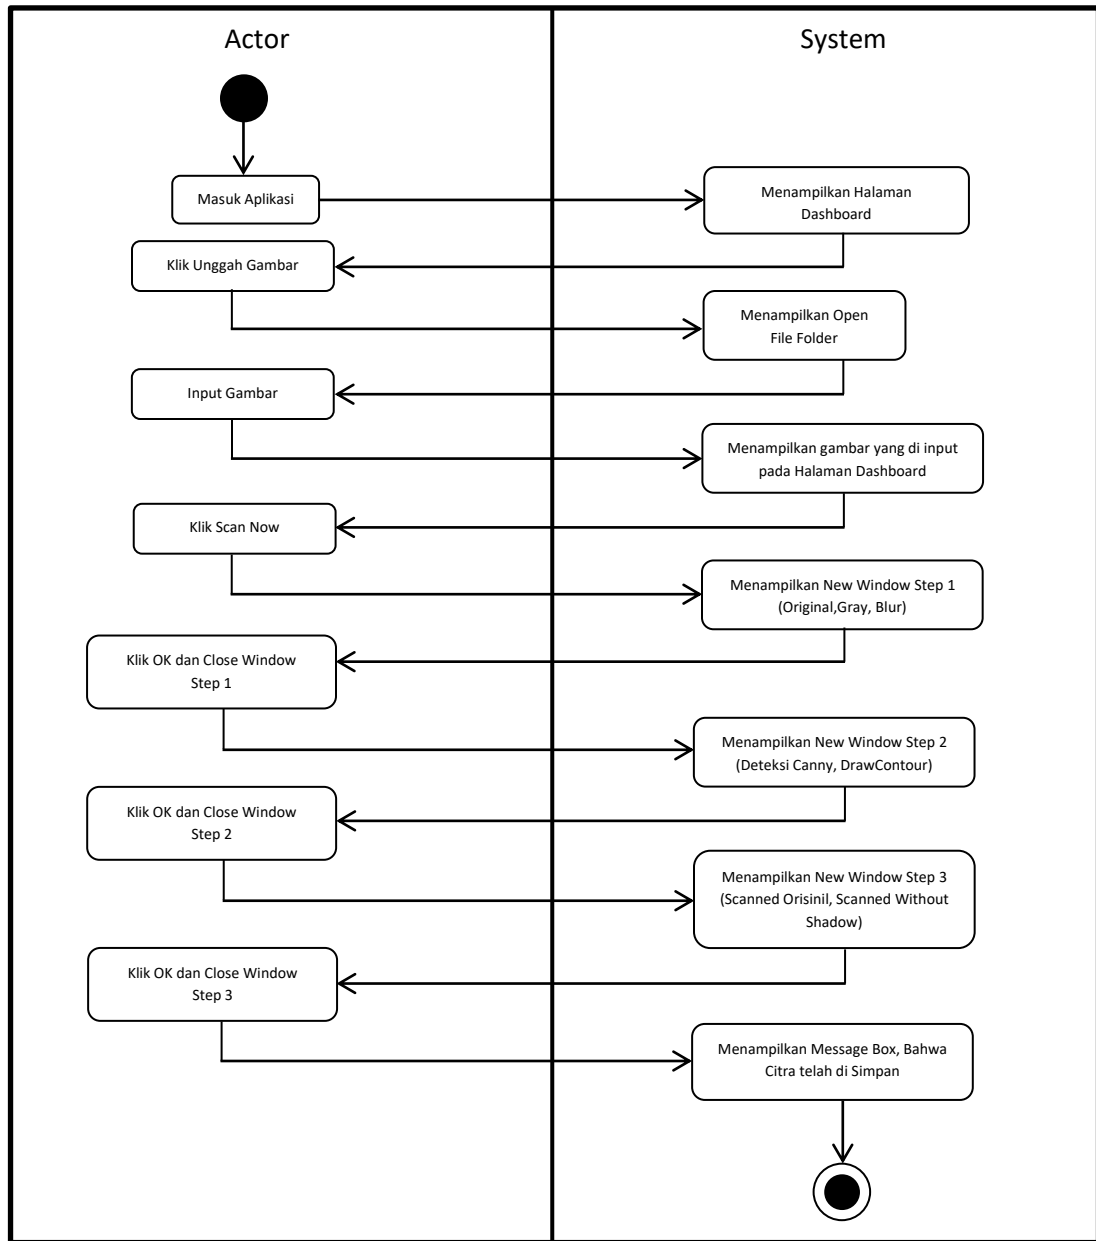 Actor
System
Masuk Aplikasi
Menampilkan Halaman
Dashboard
Klik Unggah Gambar
Menampilkan Open
File Folder
Input Gambar
Menampilkan gambar yang di input
pada Halaman Dashboard
Klik Scan Now
Menampilkan New Window Step 1
(Original,Gray, Blur)
Klik OK dan Close Window
Step 1
Menampilkan New Window Step 2
(Deteksi Canny, DrawContour)
Klik OK dan Close Window
Step 2
Menampilkan New Window Step 3
(Scanned Orisinil, Scanned Without
Shadow)
Klik OK dan Close Window
Step 3
Menampilkan Message Box, Bahwa
Citra telah di Simpan